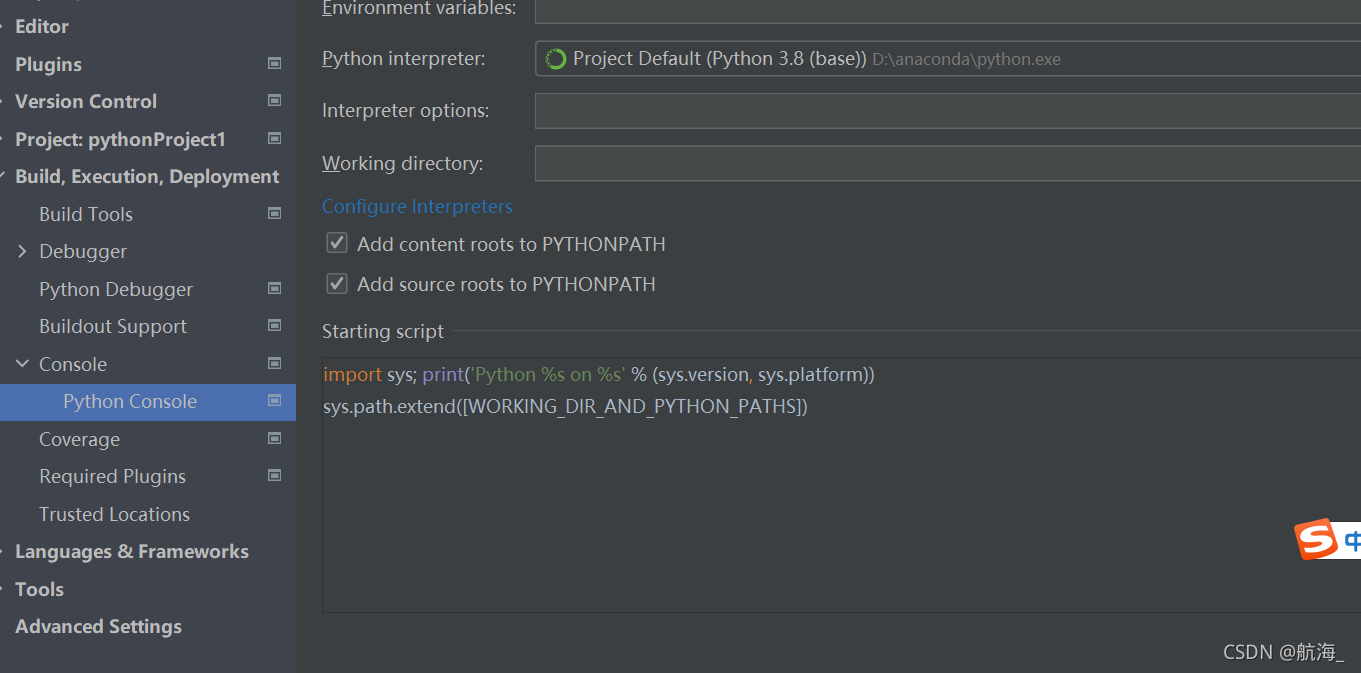 Editor
Plugins
Version Control
Project: pythonProject1
Build, Execution, Deployment
Build Tools
Debugger
Python Debugger
Buildout Support
Console
Python Console
Coverage
Required Plugins
Trusted Locations
Languages & Frameworks
Tools
Advanced Settings
Environment variables:
Python interpreter: Project Default (Python 3.8 (base)) D:\anaconda\python.exe
Interpreter options:
Working directory:
Configure Interpreters
Add content roots to PYTHONPATH
Add source roots to PYTHONPATH
Starting script
import sys; print('Python %s on %s' % (sys.version, sys.platform))
sys.path.extend([WORKING_DIR_AND_PYTHON_PATHS])
S 中
CSDN @航海_